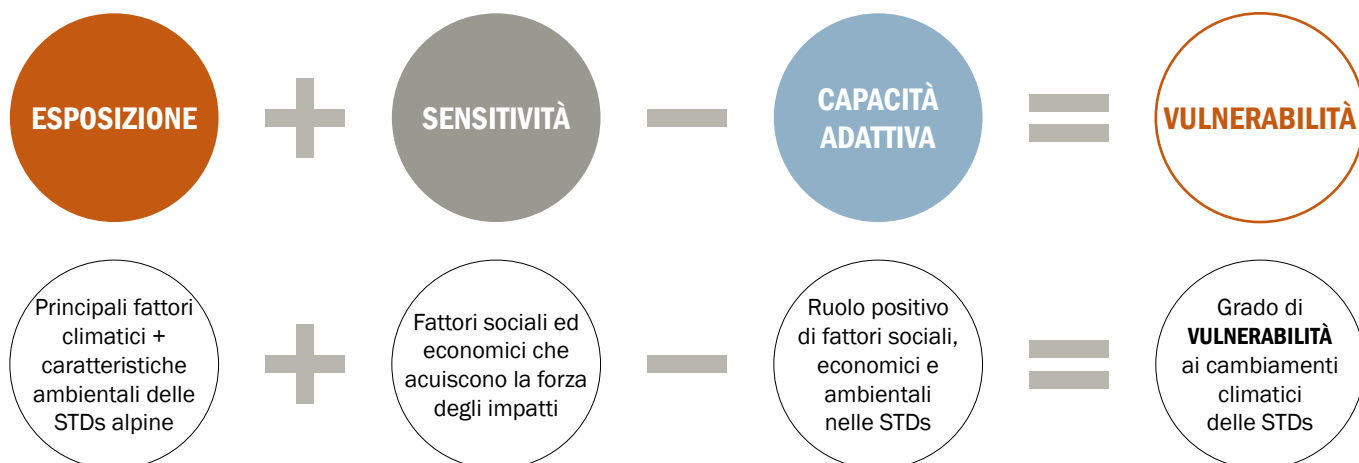 ESPOSIZIONE
+
SENSITIVITÀ
−
CAPACITÀ
ADATTIVA
=
VULNERABILITÀ
Principali fattori
climatici +
caratteristiche
ambientali delle
STDs alpine
+
Fattori sociali ed
economici che
acuiscono la forza
degli impatti
−
Ruolo positivo
di fattori sociali,
economici e
ambientali
nelle STDs
=
Grado di
VULNERABILITÀ
ai cambiamenti
climatici
delle STDs